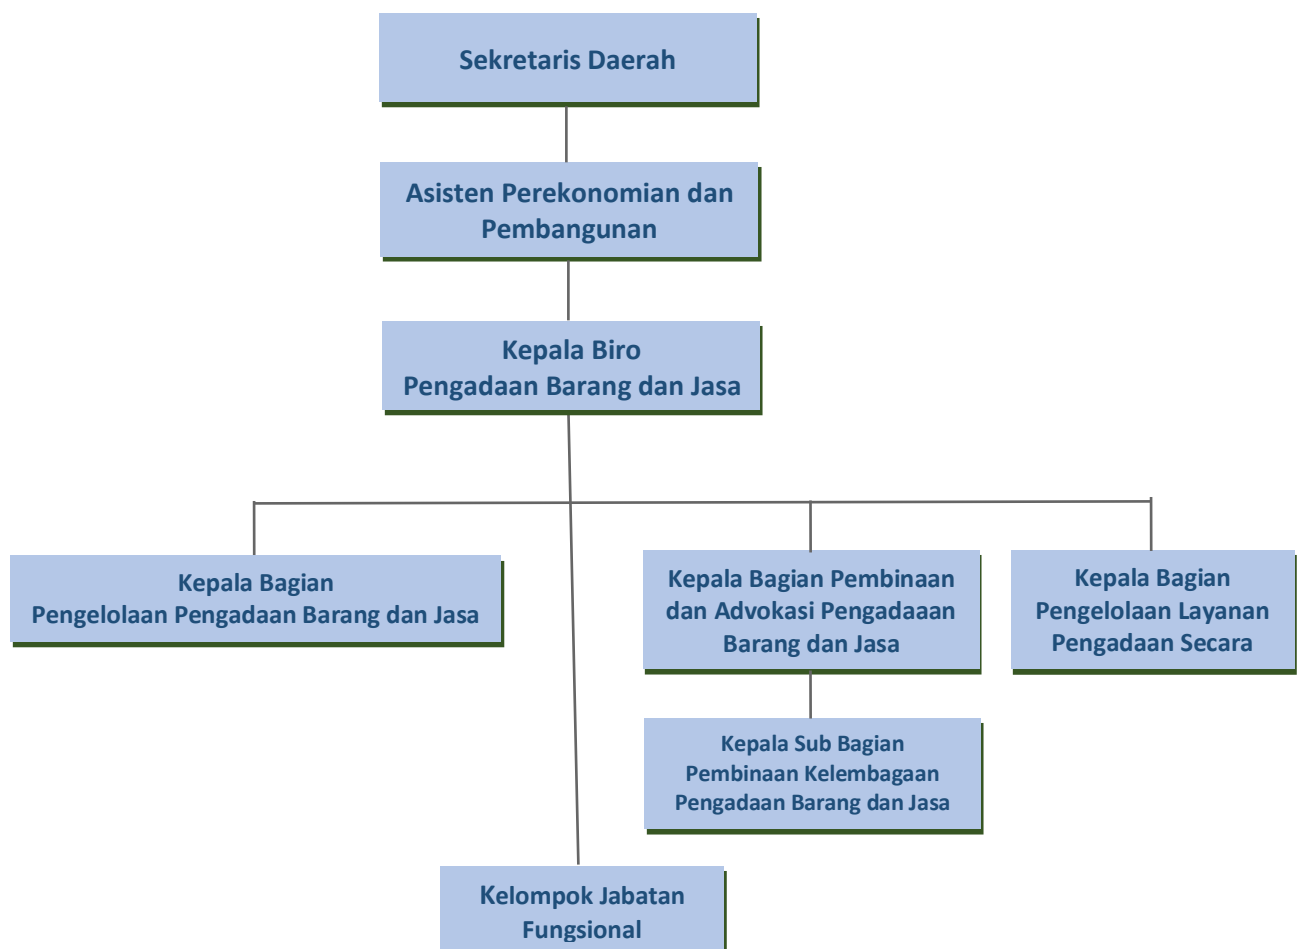 Sekretaris Daerah
Asisten Perekonomian dan
Pembangunan
Kepala Biro
Pengadaan Barang dan Jasa
Kepala Bagian
Pengelolaan Pengadaan Barang dan Jasa
Kepala Bagian Pembinaan
dan Advokasi Pengadaaan
Barang dan Jasa
Kepala Bagian
Pengelolaan Layanan
Pengadaan Secara
Kepala Sub Bagian
Pembinaan Kelembagaan
Pengadaan Barang dan Jasa
Kelompok Jabatan
Fungsional